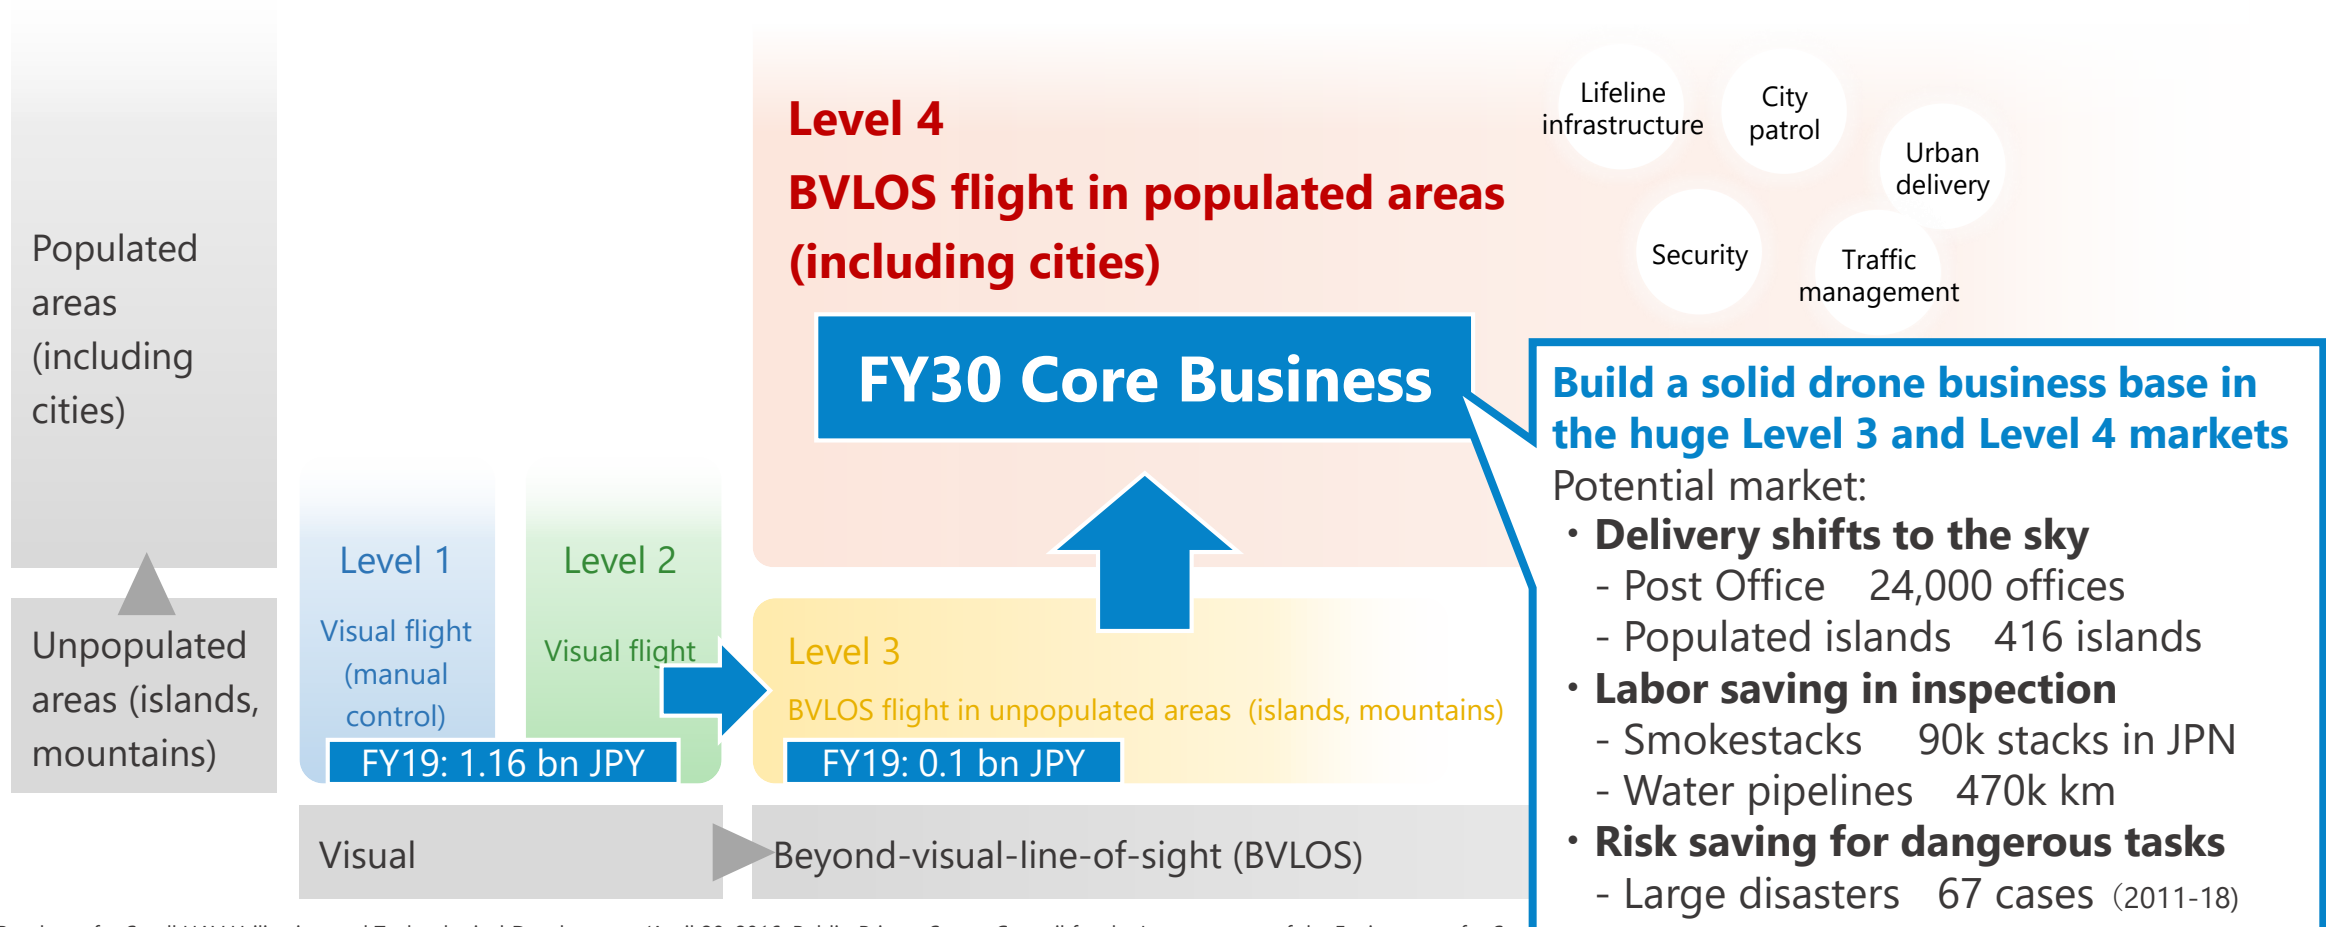 Populated
areas
(including
cities)
Unpopulated
areas (islands,
mountains)
Level 1
Visual flight
(manual
control)
Level 2
Visual flight
FY19: 1.16 bn JPY
Level 4
BVLOS flight in populated areas
(including cities)
FY30 Core Business
Level 3
BVLOS flight in unpopulated areas (islands, mountains)
FY19: 0.1 bn JPY
Visual
Beyond-visual-line-of-sight (BVLOS)
Lifeline
infrastructure
City
patrol
Urban
delivery
Security
Traffic
management
Build a solid drone business base in
the huge Level 3 and Level 4 markets
Potential market:
・Delivery shifts to the sky
- Post Office 24,000 offices
- Populated islands 416 islands
・Labor saving in inspection
- Smokestacks 90k stacks in JPN
- Water pipelines 470k km
・Risk saving for dangerous tasks
- Large disasters 67 cases（2011-18)